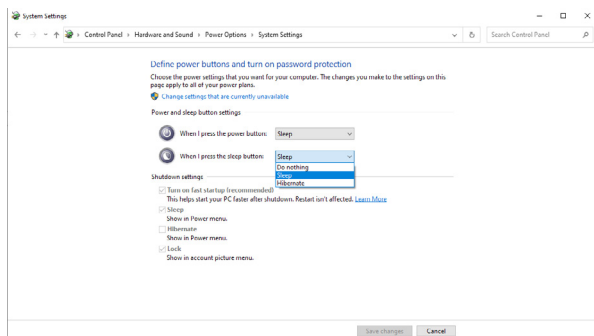 System Settings
Control Panel > Hardware and Sound > Power Options > System Settings
Search Control Panel
Define power buttons and turn on password protection
Choose the power settings that you want for your computer. The changes you make to the settings on this
page apply to all of your power plans.
Change settings that are currently unavailable
Power and sleep button settings
When I press the power button: Sleep
When I press the sleep button: Sleep
Do nothing
Sleep
Hibernate
Shutdown settings
Turn on fast startup (recommended)
This helps start your PC faster after shutdown. Restart isn't affected. Learn More
Sleep
Show in Power menu.
Hibernate
Show in Power menu.
Lock
Show in account picture menu.
Save changes Cancel